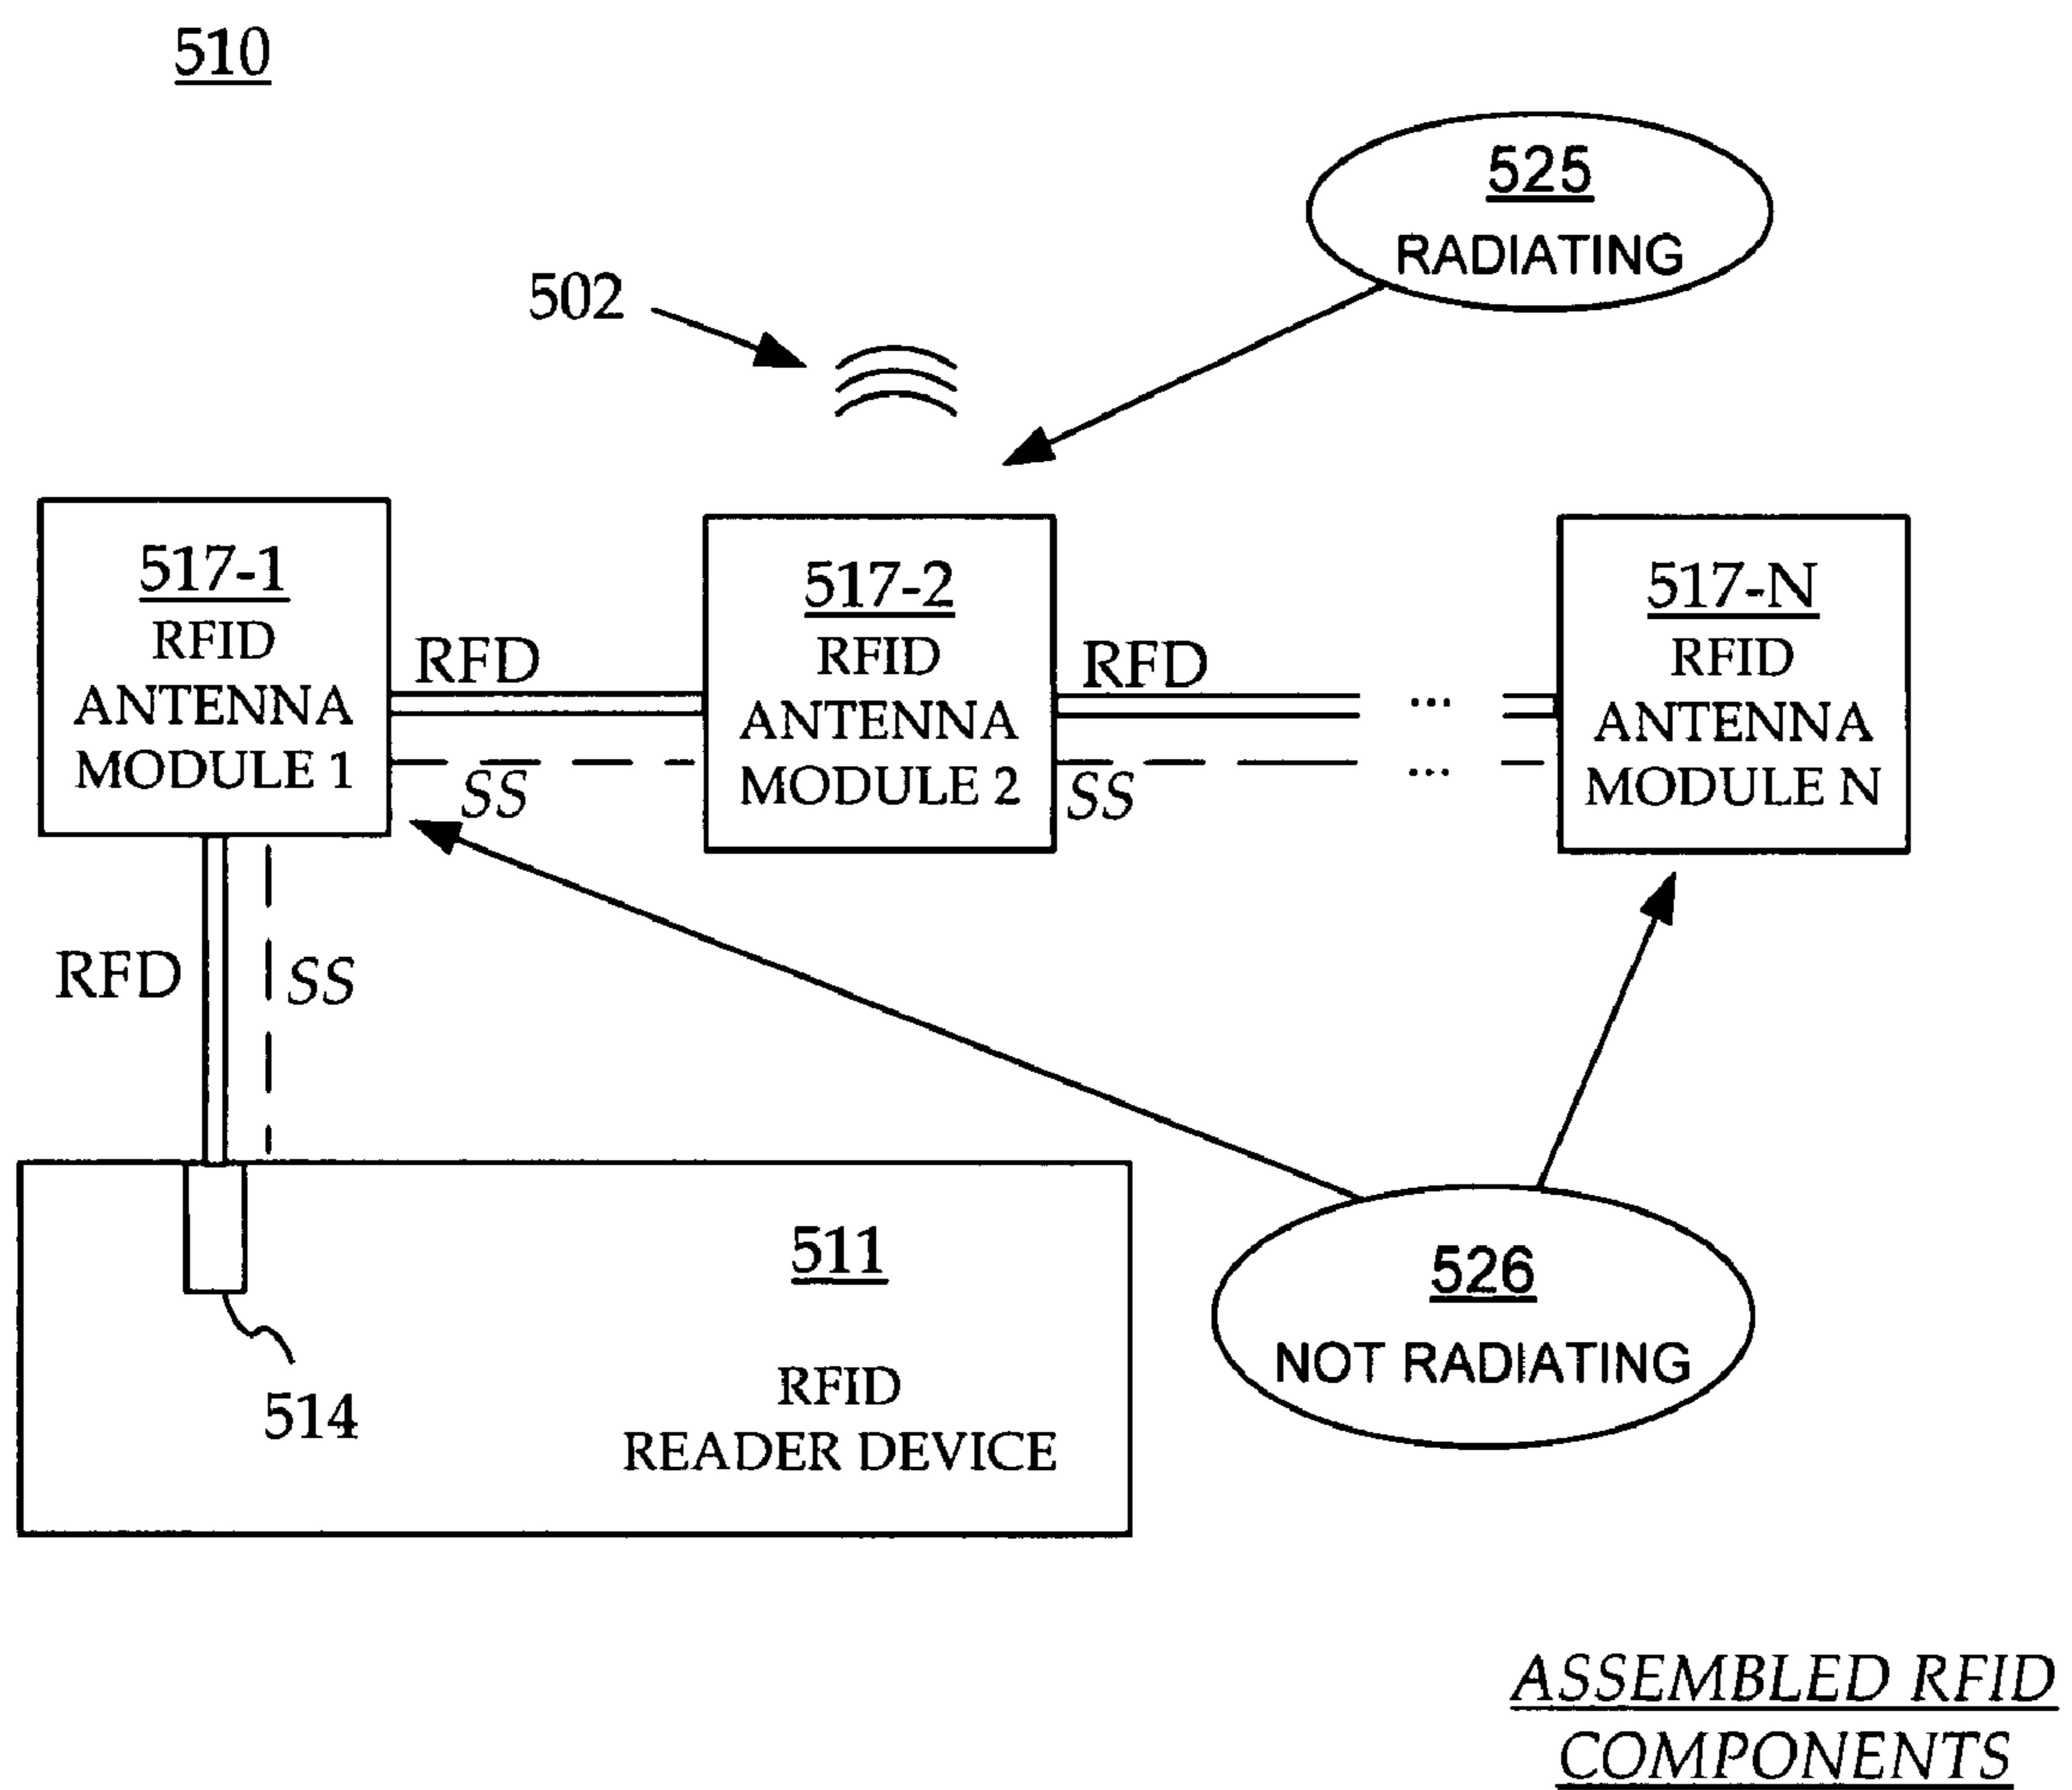 510
525
RADIATING
502
517-1
RFID
ANTENNA
MODULE 1
RFD
SS
517-2
RFID
ANTENNA
MODULE 2
RFD
...
SS
...
517-N
RFID
ANTENNA
MODULE N
RFD
SS
511
RFID
READER DEVICE
514
526
NOT RADIATING
ASSEMBLED RFID
COMPONENTS